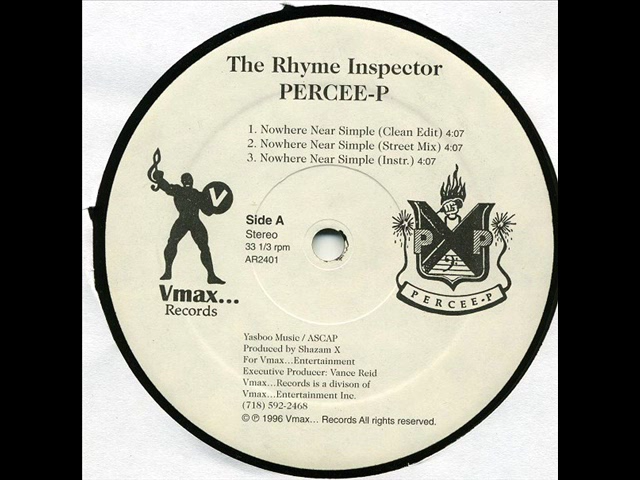 The Rhyme Inspector
PERCEE-P
1. Nowhere Near Simple (Clean Edit) 4:07
2. Nowhere Near Simple (Street Mix) 4:07
3. Nowhere Near Simple (Instr.) 4:07
V
Side A
Stereo
33 1/3 rpm
AR2401
P P
PERCEE-P
Vmax...
Records
Yasboo Music / ASCAP
Produced by Shazam X
For Vmax...Entertainment
Executive Producer: Vance Reid
Vmax...Records is a divison of
Vmax...Entertainment Inc.
(718) 592-2468
© ℗ 1996 Vmax... Records All rights reserved.